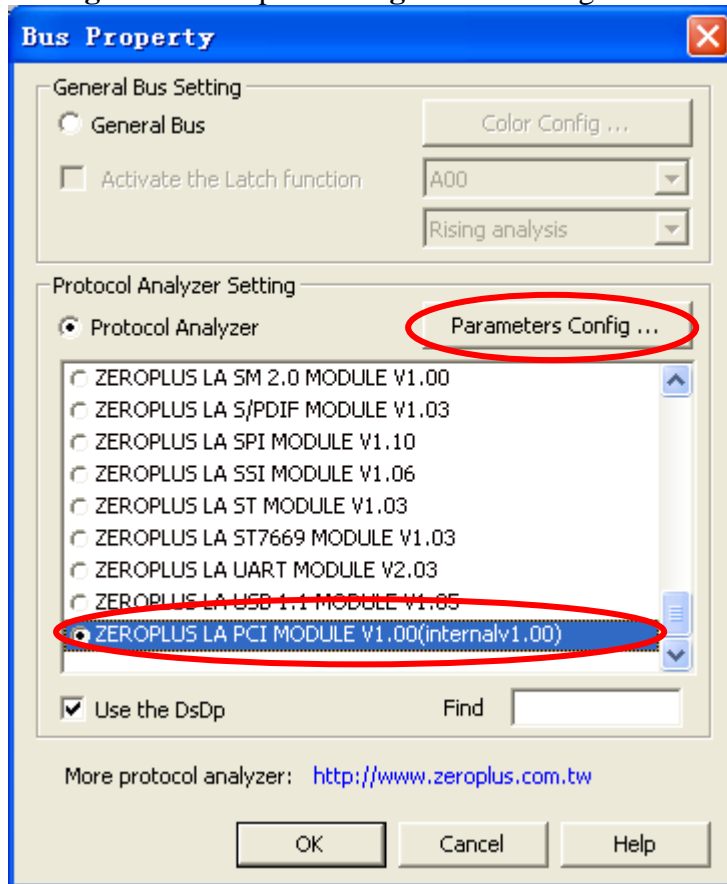 Bus Property
General Bus Setting
General Bus
Color Config ...
Activate the Latch function
A00
Rising analysis
Protocol Analyzer Setting
Protocol Analyzer
Parameters Config ...
ZEROPLUS LA SM 2.0 MODULE V1.00
ZEROPLUS LA S/PDIF MODULE V1.03
ZEROPLUS LA SPI MODULE V1.10
ZEROPLUS LA SSI MODULE V1.06
ZEROPLUS LA ST MODULE V1.03
ZEROPLUS LA ST7669 MODULE V1.03
ZEROPLUS LA UART MODULE V2.03
ZEROPLUS LA USB 1.1 MODULE V1.05
ZEROPLUS LA PCI MODULE V1.00(internalv1.00)
Use the DsDp
Find
More protocol analyzer: http://www.zeroplus.com.tw
OK
Cancel
Help